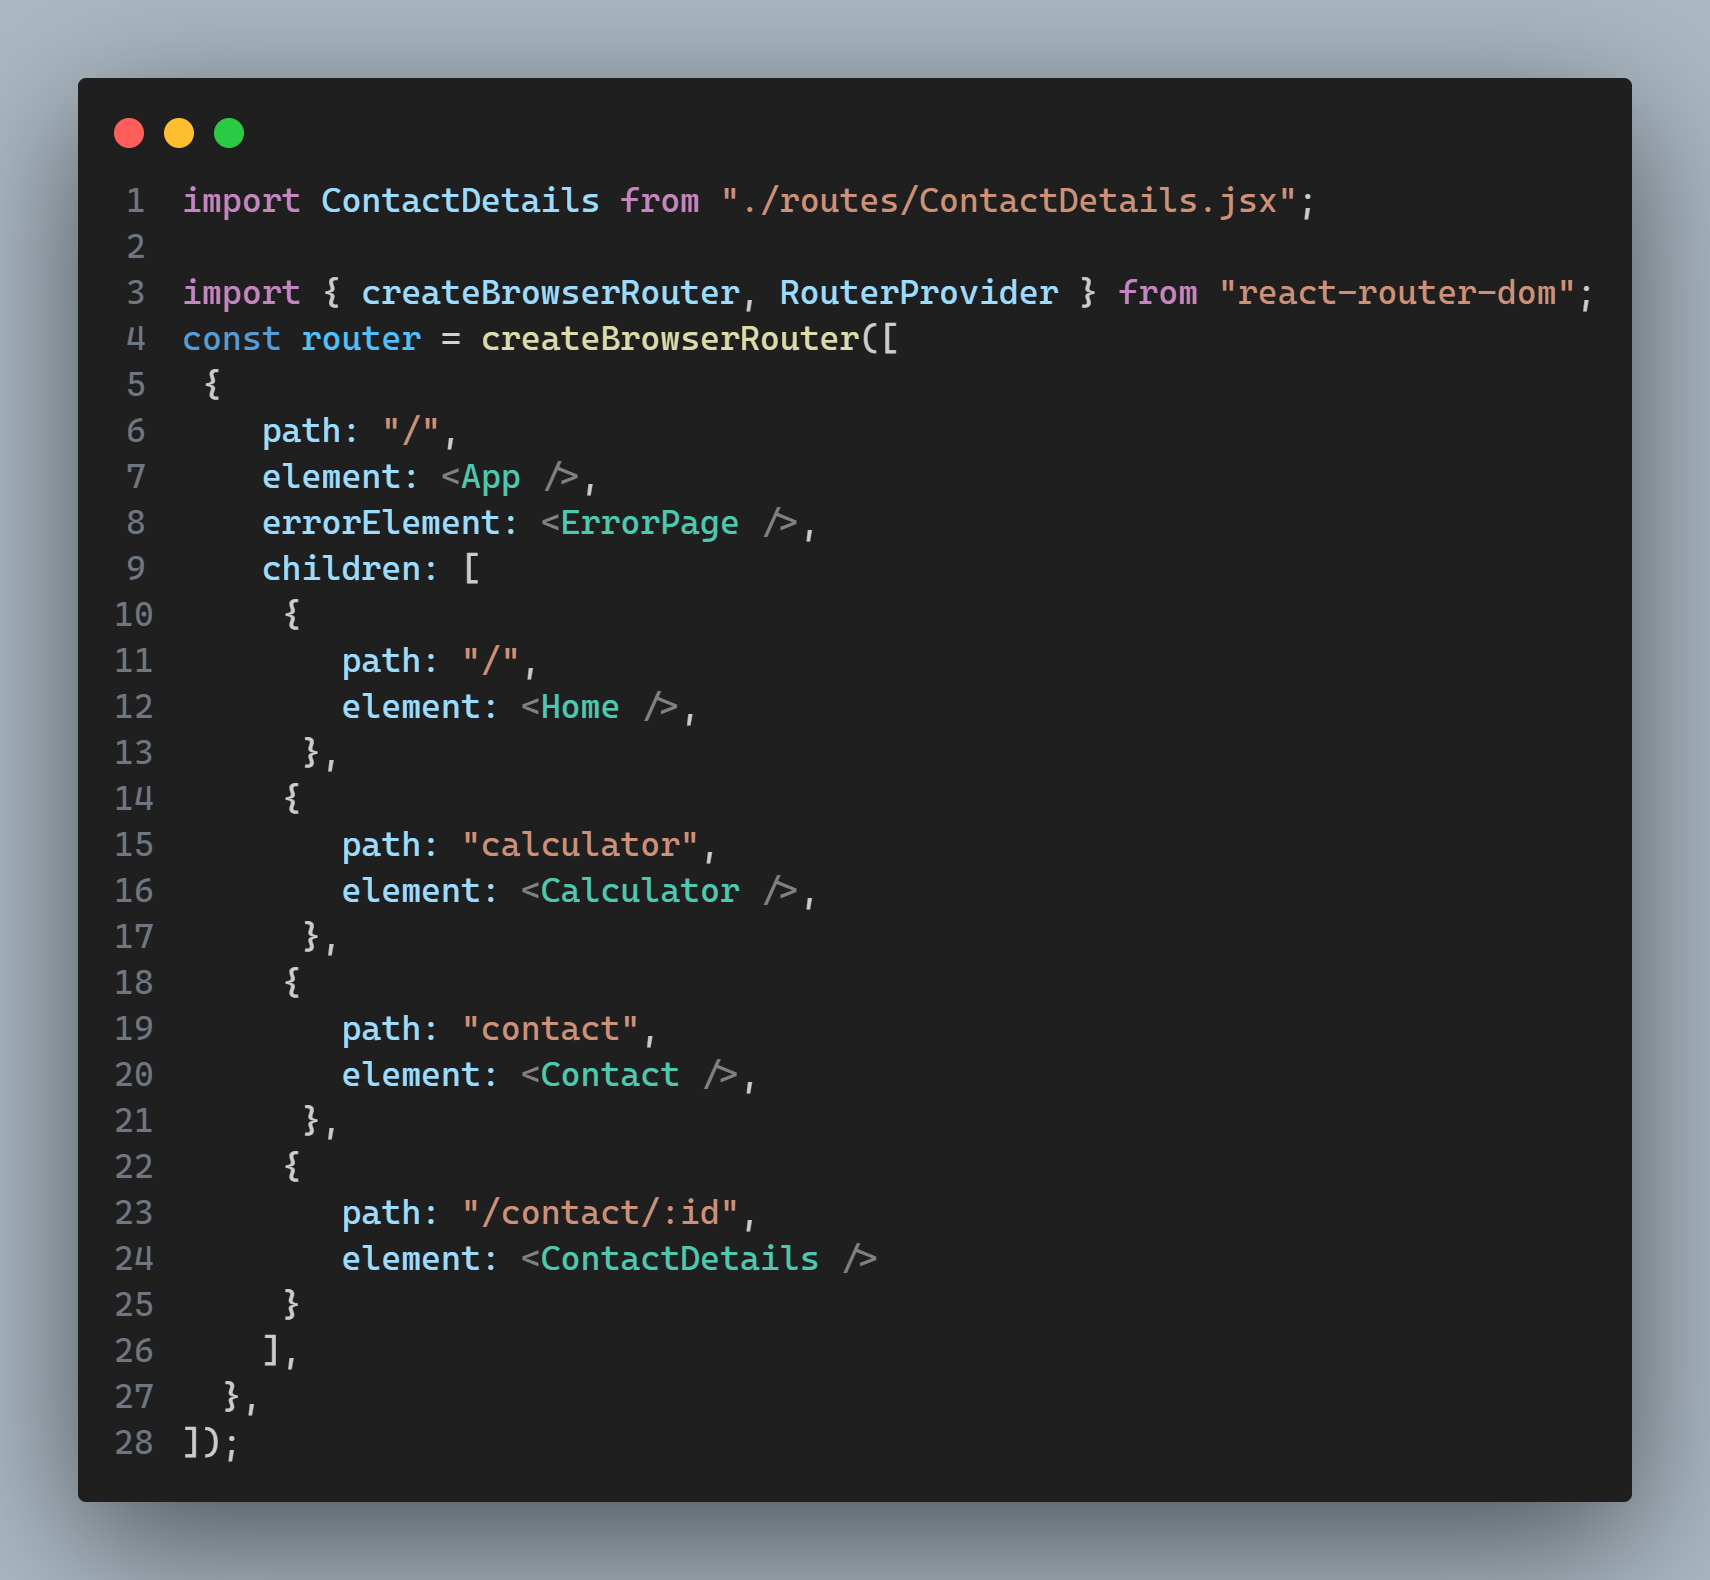 1 import ContactDetails from "./routes/ContactDetails.jsx";
2
3 import { createBrowserRouter, RouterProvider } from "react-router-dom";
4 const router = createBrowserRouter([
5  {
6     path: "/",
7     element: <App />,
8     errorElement: <ErrorPage />,
9     children: [
10      {
11         path: "/",
12         element: <Home />,
13       },
14      {
15         path: "calculator",
16         element: <Calculator />,
17       },
18      {
19         path: "contact",
20         element: <Contact />,
21       },
22      {
23         path: "/contact/:id",
24         element: <ContactDetails />
25      }
26     ],
27   },
28 ]);